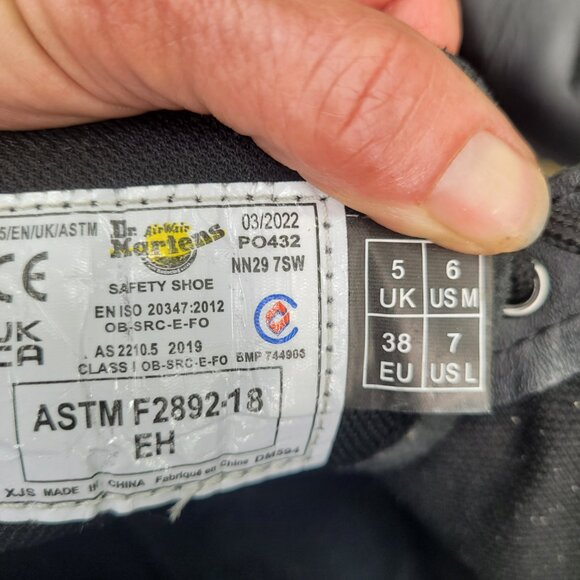 5/EN/UK/ASTM
Dr. AirWair Martens
03/2022
PO432
NN29 7SW
SAFETY SHOE
CE
EN ISO 20347:2012
OB-SRC-E-FO
UK
CA
AS 2210.5 2019
CLASS I OB-SRC-E-FO
BMP 744903
ASTM F2892-18
EH
XJS MADE IN CHINA Fabriqué en Chine DM594
5
UK
6
US M
38
EU
7
US L